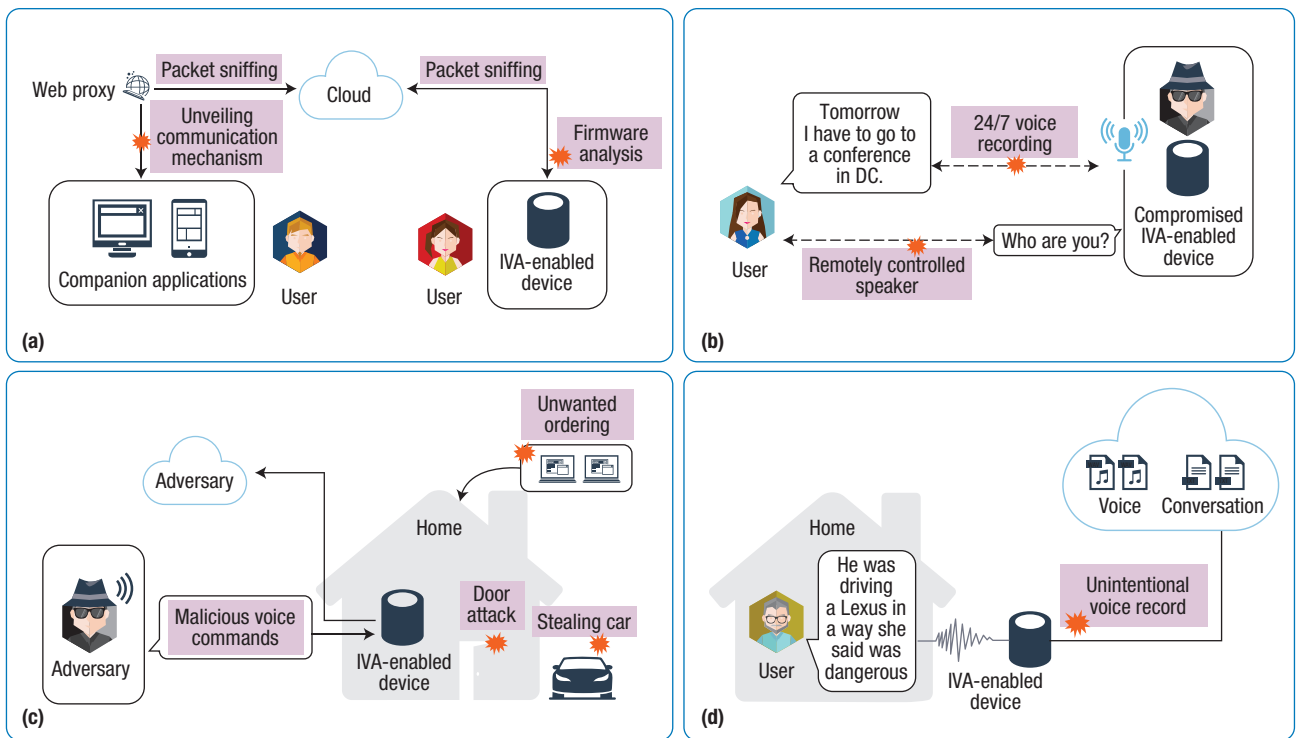 Packet sniffing
Packet sniffing
Web proxy
Cloud
Unveiling
communication
mechanism
Firmware
analysis
Companion applications
User
User
IVA-enabled
device
(a)
Tomorrow
I have to go to
a conference
in DC.
24/7 voice
recording
User
Who are you?
Remotely controlled
speaker
Compromised
IVA-enabled
device
(b)
Unwanted
ordering
Adversary
Home
Malicious voice
commands
Door
attack
Stealing car
Adversary
IVA-enabled
device
(c)
Voice
Conversation
Home
He was
driving
a Lexus in
a way she
said was
dangerous
Unintentional
voice record
User
IVA-enabled
device
(d)